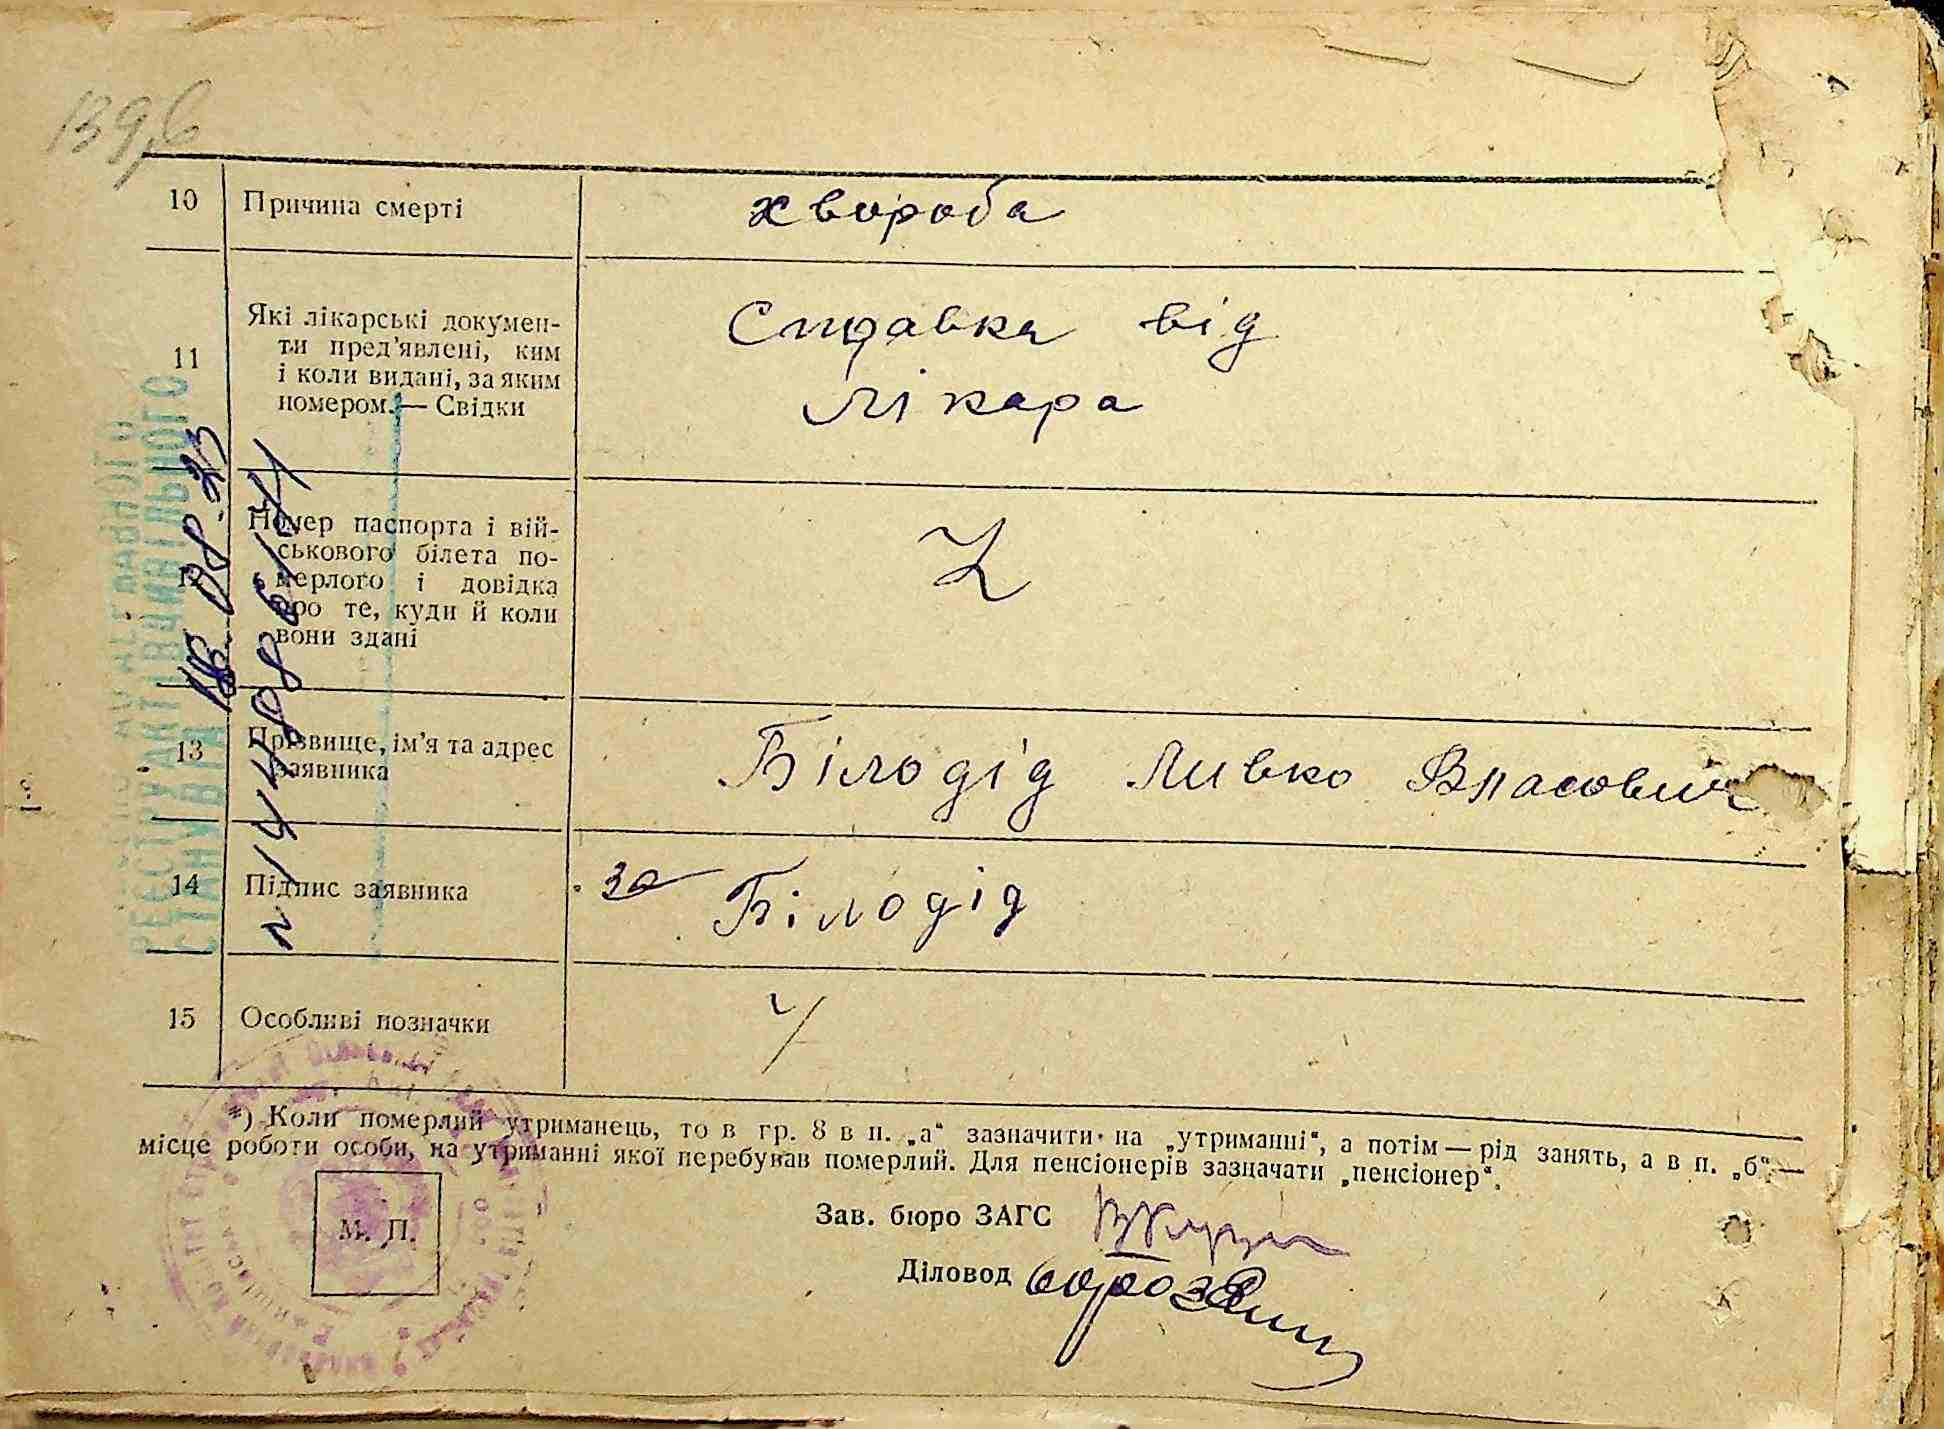 139,б
10 Причина смерті хвороба
11 Які лікарські докумен-
ти пред'явлені, ким
і коли видані, за яким
номером.— Свідки
Справка від
лікара
12 Номер паспорта і вій-
ськового білета по-
мерлого і довідка
про те, куди й коли
вони здані
13 Прізвище, ім'я та адрес
заявника
Білодід Ливко Власович
14 Підпис заявника за Білодід
15 Особливі позначки
*) Коли померлий утриманець, то в гр. 8 в п. „а“ зазначити на „утриманні“, а потім — рід занять, а в п. „б“ —
місце роботи особи, на утриманні якої перебував померлий. Для пенсіонерів зазначати „пенсіонер“.
М. П.
Зав. бюро ЗАГС
Діловод